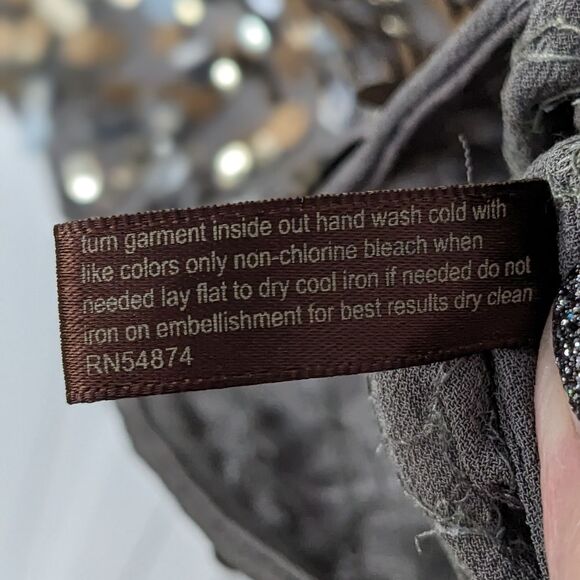 turn garment inside out hand wash cold with
like colors only non-chlorine bleach when
needed lay flat to dry cool iron if needed do not
iron on embellishment for best results dry clean
RN54874